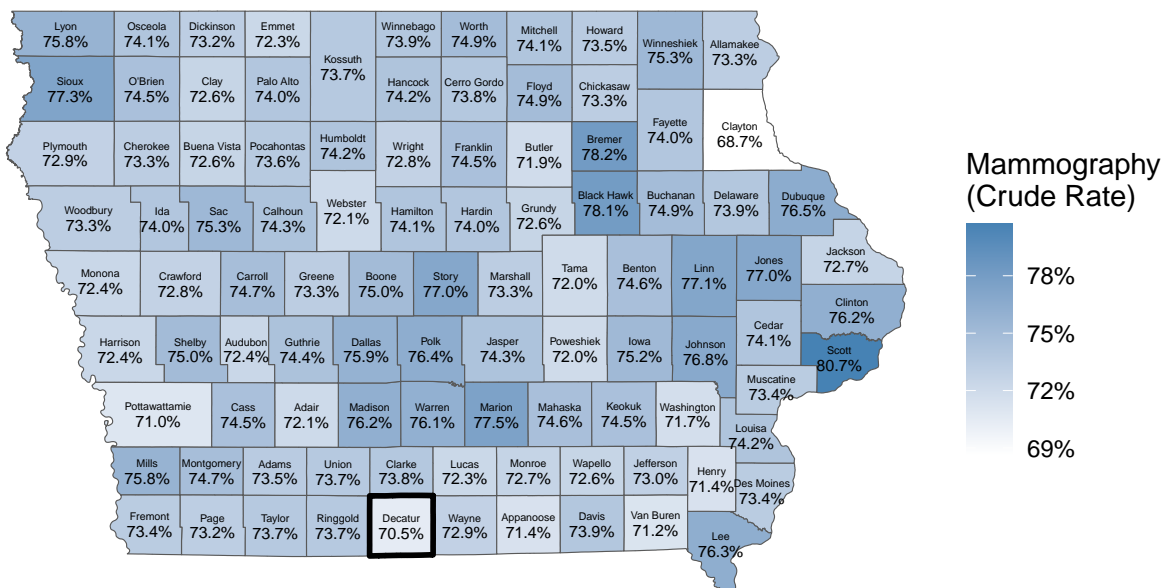 Lyon
75.8%
Osceola
74.1%
Dickinson
73.2%
Emmet
72.3%
Kossuth
73.7%
Winnebago
73.9%
Worth
74.9%
Mitchell
74.1%
Howard
73.5%
Winneshiek
75.3%
Allamakee
73.3%
Sioux
77.3%
O'Brien
74.5%
Clay
72.6%
Palo Alto
74.0%
Hancock
74.2%
Cerro Gordo
73.8%
Floyd
74.9%
Chickasaw
73.3%
Fayette
74.0%
Clayton
68.7%
Plymouth
72.9%
Cherokee
73.3%
Buena Vista
72.6%
Pocahontas
73.6%
Humboldt
74.2%
Wright
72.8%
Franklin
74.5%
Butler
71.9%
Bremer
78.2%
Woodbury
73.3%
Ida
74.0%
Sac
75.3%
Calhoun
74.3%
Webster
72.1%
Hamilton
74.1%
Hardin
74.0%
Grundy
72.6%
Black Hawk
78.1%
Buchanan
74.9%
Delaware
73.9%
Dubuque
76.5%
Monona
72.4%
Crawford
72.8%
Carroll
74.7%
Greene
73.3%
Boone
75.0%
Story
77.0%
Marshall
73.3%
Tama
72.0%
Benton
74.6%
Linn
77.1%
Jones
77.0%
Jackson
72.7%
Clinton
76.2%
Harrison
72.4%
Shelby
75.0%
Audubon
72.4%
Guthrie
74.4%
Dallas
75.9%
Polk
76.4%
Jasper
74.3%
Poweshiek
72.0%
Iowa
75.2%
Johnson
76.8%
Cedar
74.1%
Scott
80.7%
Muscatine
73.4%
Pottawattamie
71.0%
Cass
74.5%
Adair
72.1%
Madison
76.2%
Warren
76.1%
Marion
77.5%
Mahaska
74.6%
Keokuk
74.5%
Washington
71.7%
Louisa
74.2%
Mills
75.8%
Montgomery
74.7%
Adams
73.5%
Union
73.7%
Clarke
73.8%
Lucas
72.3%
Monroe
72.7%
Wapello
72.6%
Jefferson
73.0%
Henry
71.4%
Des Moines
73.4%
Fremont
73.4%
Page
73.2%
Taylor
73.7%
Ringgold
73.7%
Decatur
70.5%
Wayne
72.9%
Appanoose
71.4%
Davis
73.9%
Van Buren
71.2%
Lee
76.3%
Mammography
(Crude Rate)
78%
75%
72%
69%